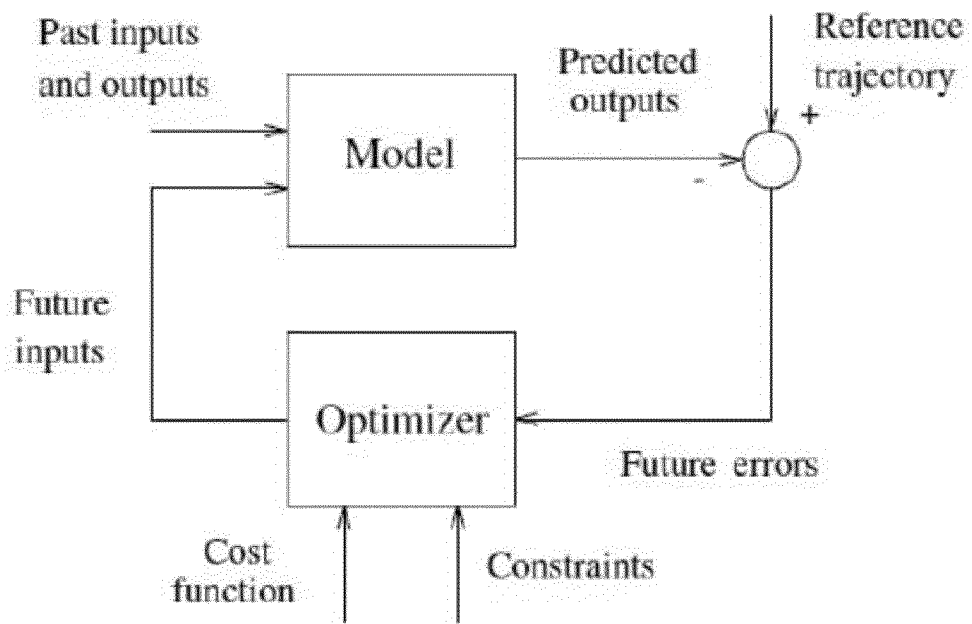 Past inputs
and outputs
Model
Predicted
outputs
Reference
trajectory
+
-
Future
inputs
Optimizer
Future errors
Cost
function
Constraints